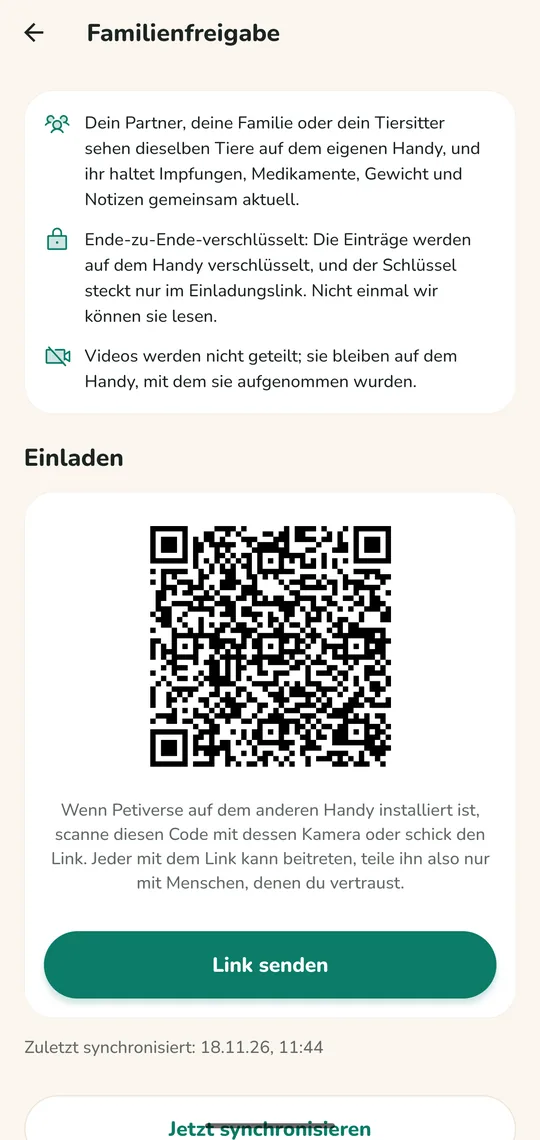 Familienfreigabe
Dein Partner, deine Familie oder dein Tiersitter
sehen dieselben Tiere auf dem eigenen Handy, und
ihr haltet Impfungen, Medikamente, Gewicht und
Notizen gemeinsam aktuell.
Ende-zu-Ende-verschlüsselt: Die Einträge werden
auf dem Handy verschlüsselt, und der Schlüssel
steckt nur im Einladungslink. Nicht einmal wir
können sie lesen.
Videos werden nicht geteilt; sie bleiben auf dem
Handy, mit dem sie aufgenommen wurden.
Einladen
Wenn Petiverse auf dem anderen Handy installiert ist,
scanne diesen Code mit dessen Kamera oder schick den
Link. Jeder mit dem Link kann beitreten, teile ihn also nur
mit Menschen, denen du vertraust.
Link senden
Zuletzt synchronisiert: 18.11.26, 11:44
Jetzt synchronisieren